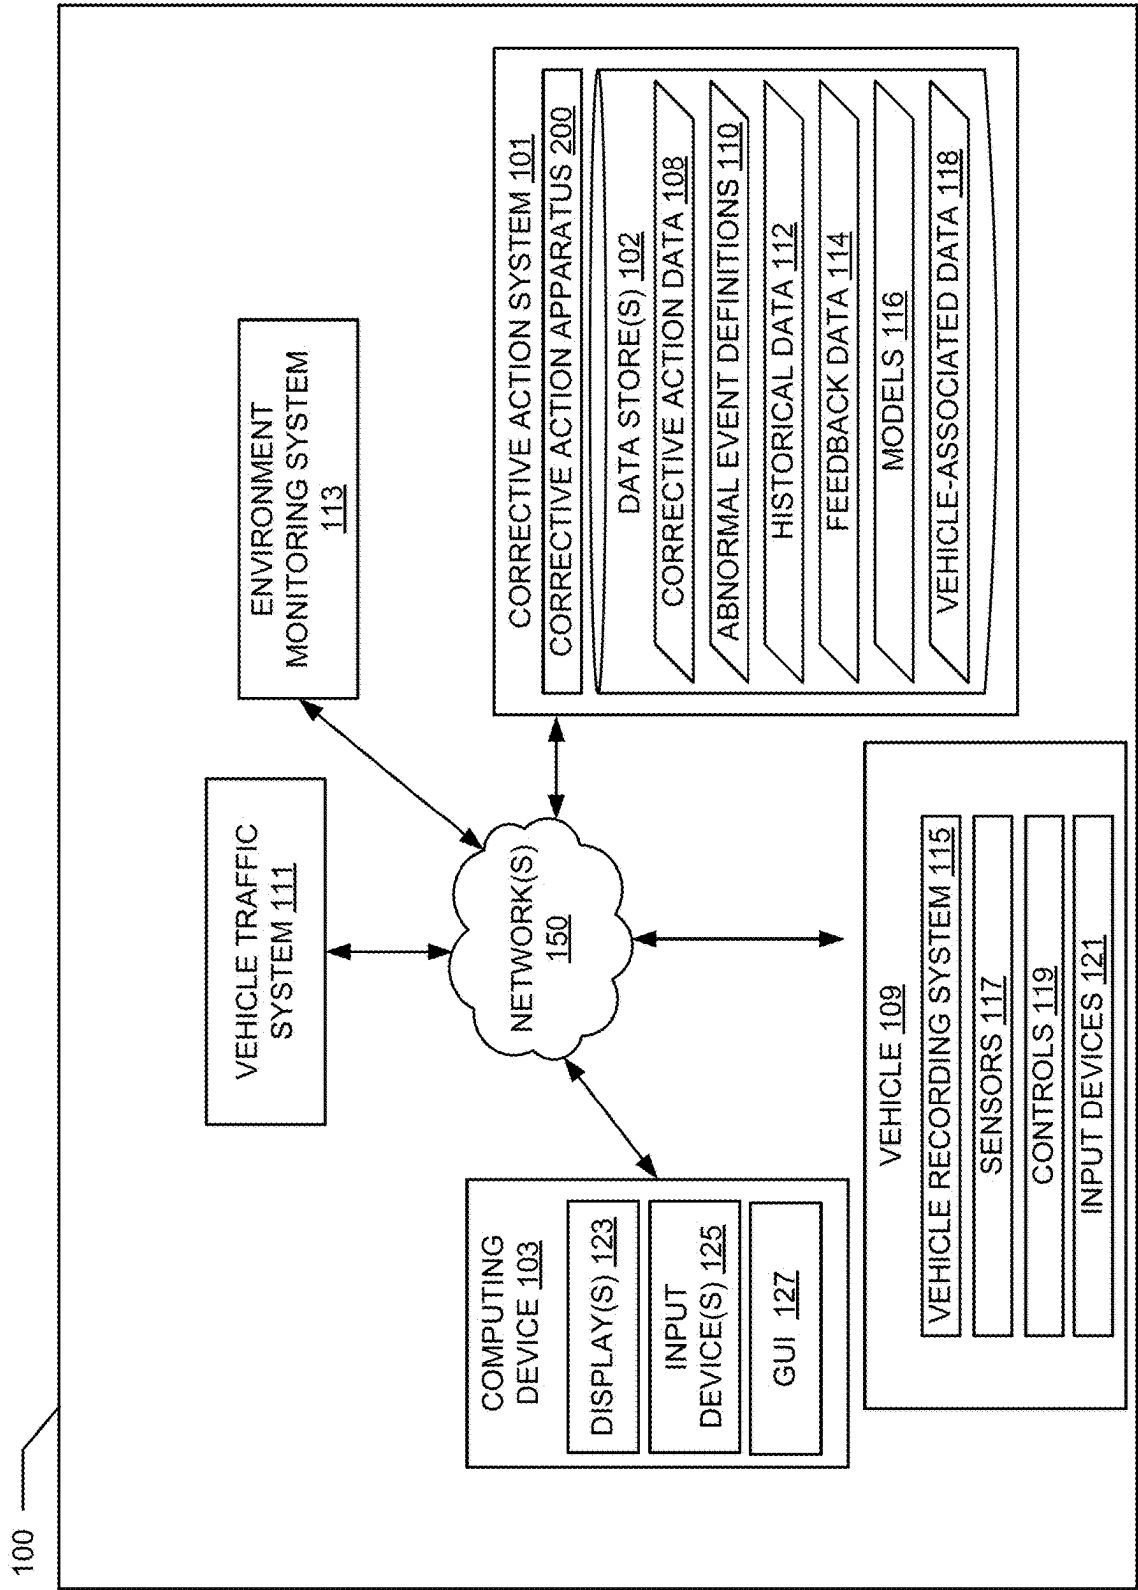 100
VEHICLE TRAFFIC
SYSTEM 111
ENVIRONMENT
MONITORING SYSTEM
113
NETWORK(S)
150
COMPUTING
DEVICE 103
DISPLAY(S) 123
INPUT
DEVICE(S) 125
GUI 127
CORRECTIVE ACTION SYSTEM 101
CORRECTIVE ACTION APPARATUS 200
DATA STORE(S) 102
CORRECTIVE ACTION DATA 108
ABNORMAL EVENT DEFINITIONS 110
HISTORICAL DATA 112
FEEDBACK DATA 114
MODELS 116
VEHICLE-ASSOCIATED DATA 118
VEHICLE 109
VEHICLE RECORDING SYSTEM 115
SENSORS 117
CONTROLS 119
INPUT DEVICES 121